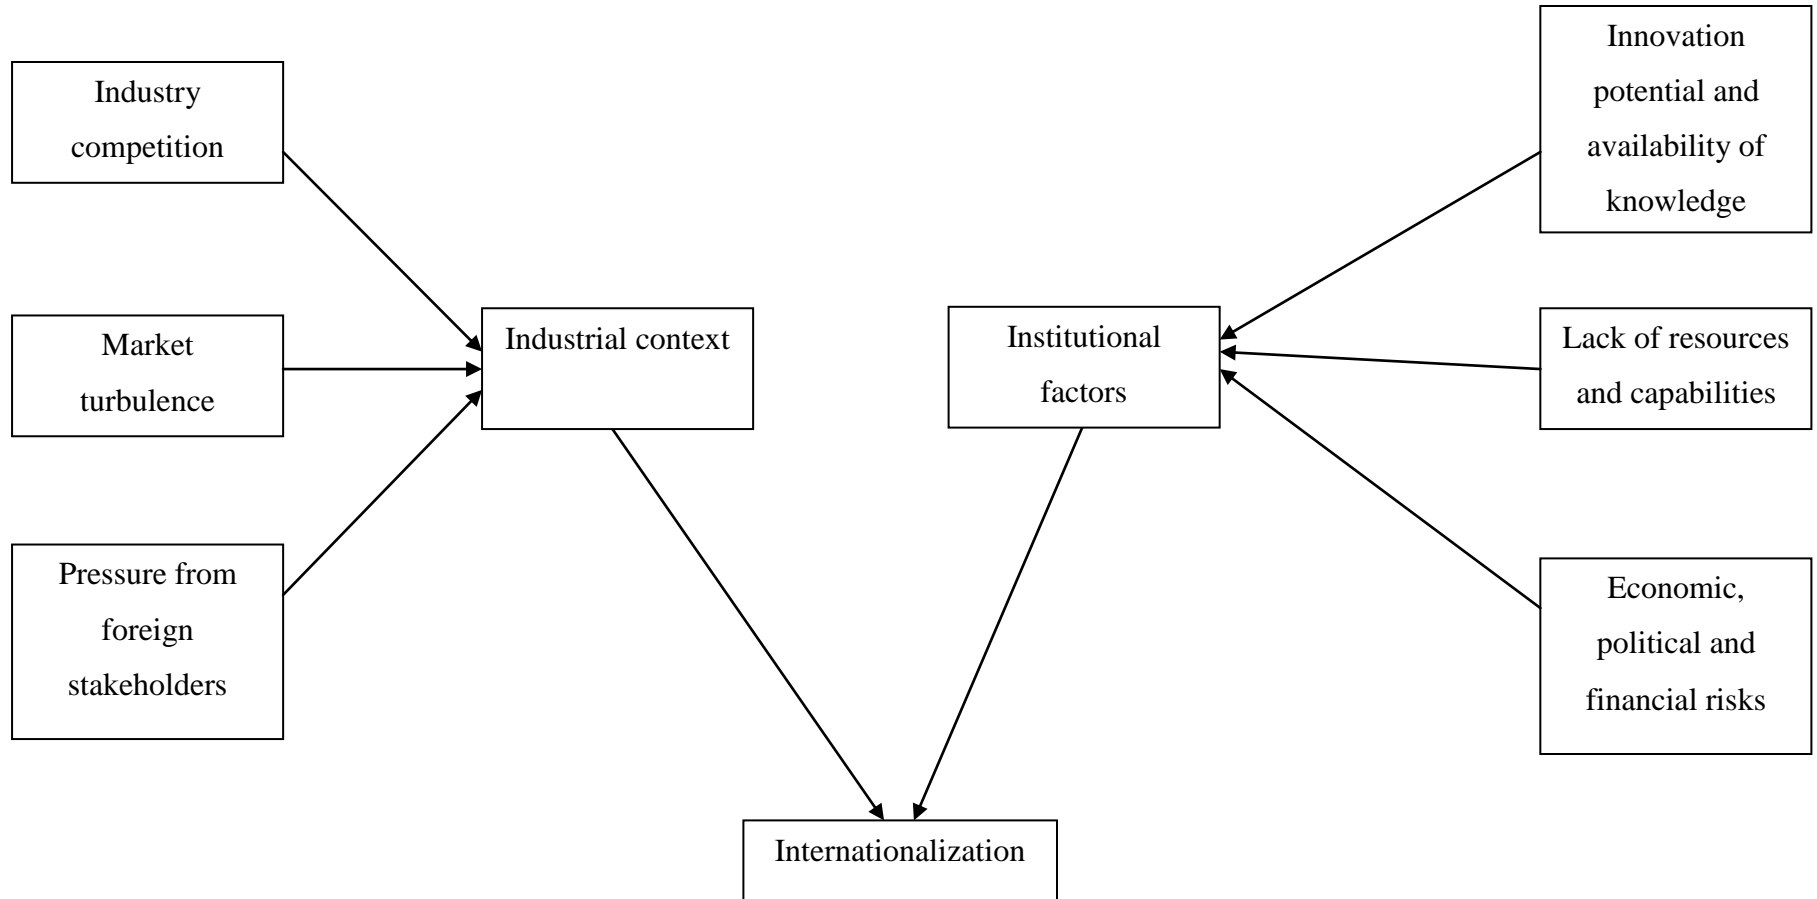 Industry
competition
Market
turbulence
Pressure from
foreign
stakeholders
Industrial context
Institutional
factors
Innovation
potential and
availability of
knowledge
Lack of resources
and capabilities
Economic,
political and
financial risks
Internationalization